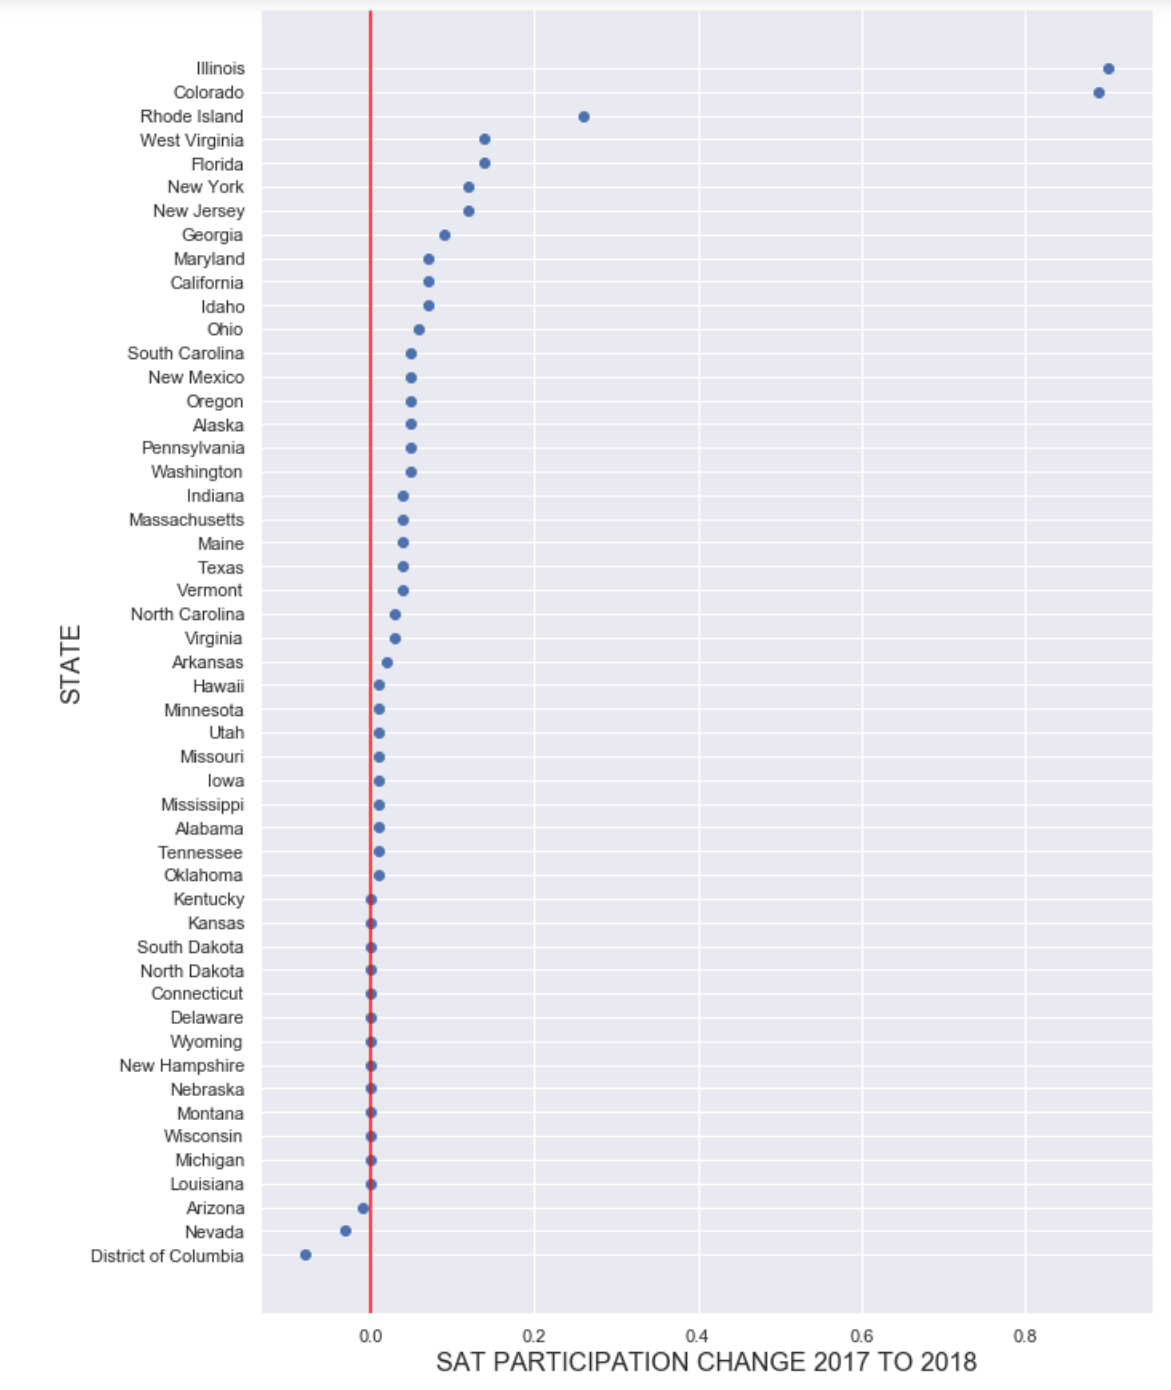 Illinois
Colorado
Rhode Island
West Virginia
Florida
New York
New Jersey
Georgia
Maryland
California
Idaho
Ohio
South Carolina
New Mexico
Oregon
Alaska
Pennsylvania
Washington
Indiana
Massachusetts
Maine
Texas
Vermont
North Carolina
Virginia
Arkansas
Hawaii
Minnesota
Utah
Missouri
Iowa
Mississippi
Alabama
Tennessee
Oklahoma
Kentucky
Kansas
South Dakota
North Dakota
Connecticut
Delaware
Wyoming
New Hampshire
Nebraska
Montana
Wisconsin
Michigan
Louisiana
Arizona
Nevada
District of Columbia
STATE
0.0 0.2 0.4 0.6 0.8
SAT PARTICIPATION CHANGE 2017 TO 2018